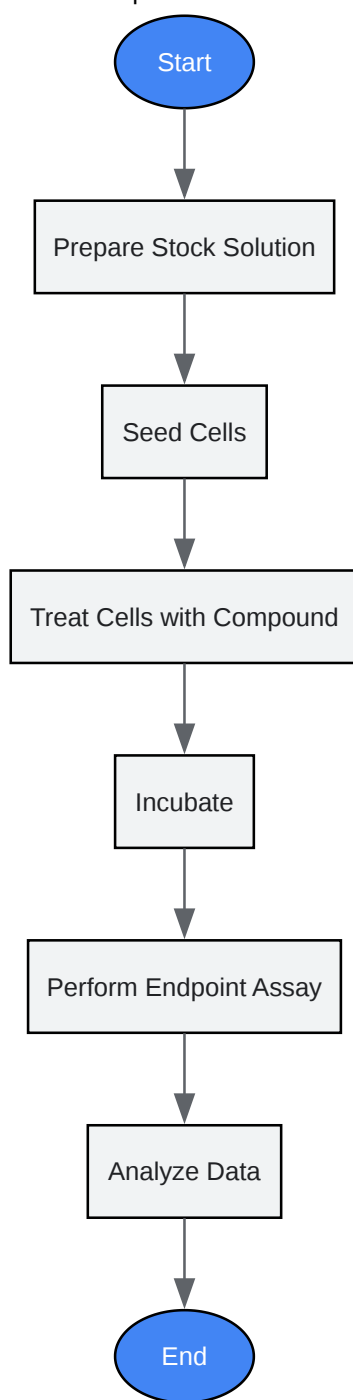 Start
Prepare Stock Solution
Seed Cells
Treat Cells with Compound
Incubate
Perform Endpoint Assay
Analyze Data
End